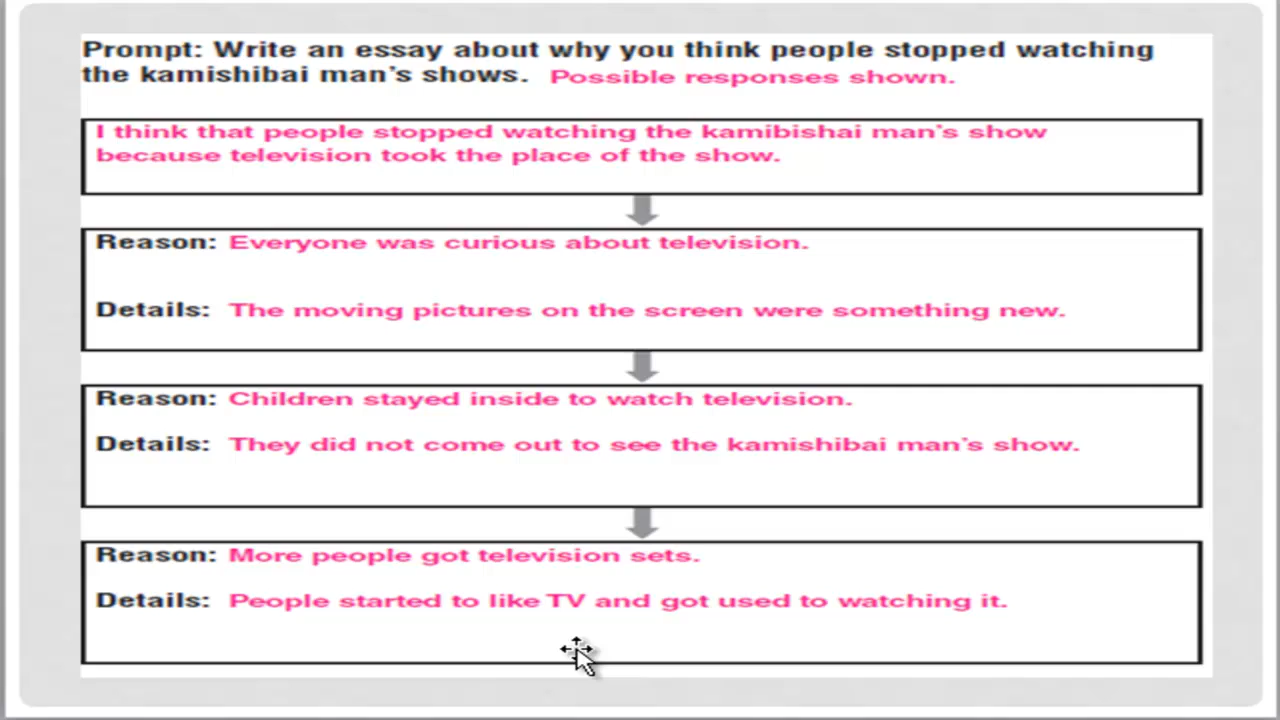 Prompt: Write an essay about why you think people stopped watching
the kamishibai man's shows. Possible responses shown.
I think that people stopped watching the kamibishai man's show
because television took the place of the show.
Reason: Everyone was curious about television.
Details: The moving pictures on the screen were something new.
Reason: Children stayed inside to watch television.
Details: They did not come out to see the kamishibai man's show.
Reason: More people got television sets.
Details: People started to like TV and got used to watching it.